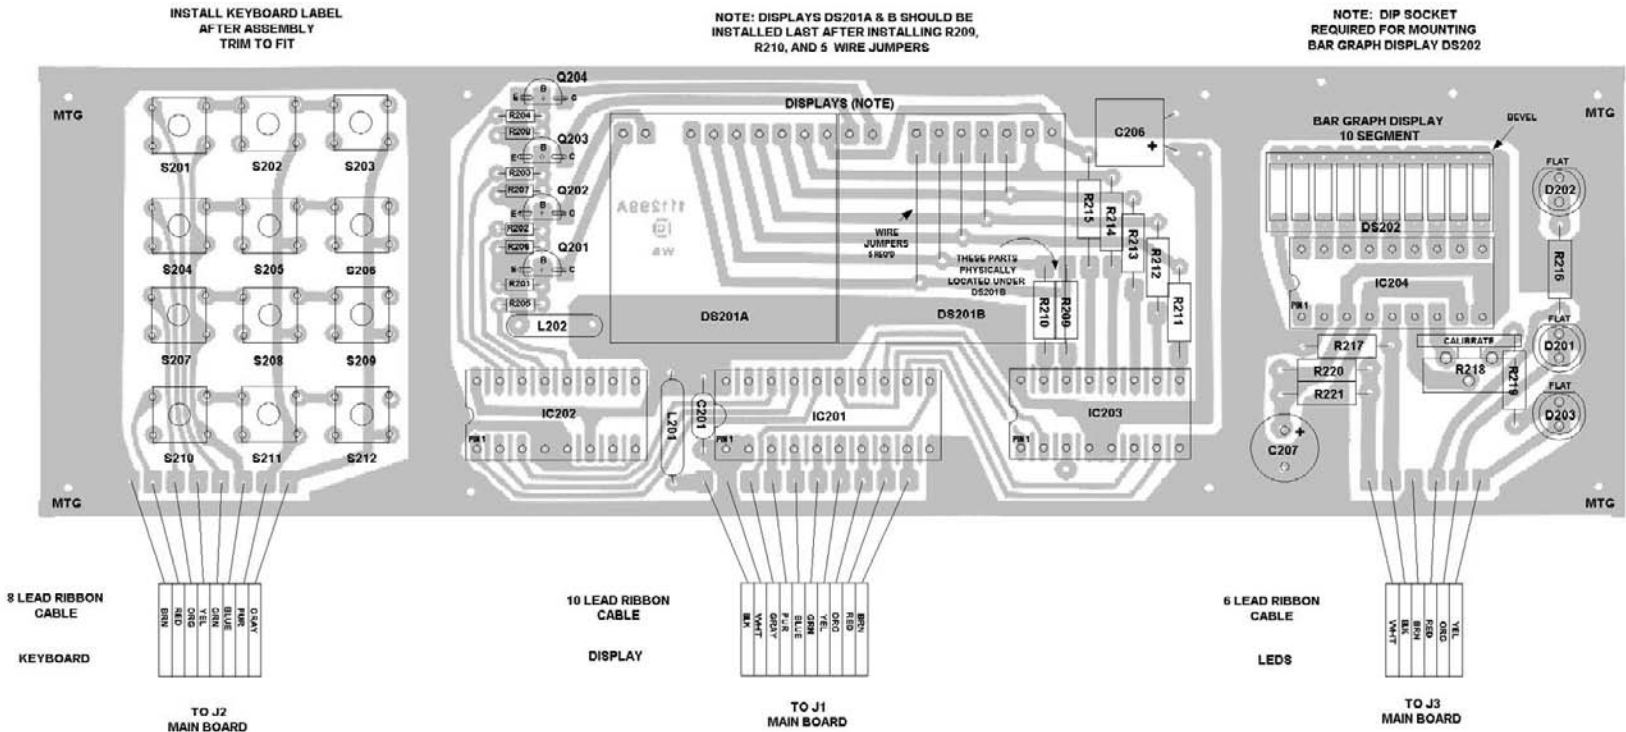 INSTALL KEYBOARD LABEL
AFTER ASSEMBLY
TRIM TO FIT
NOTE: DISPLAYS DS201A & B SHOULD BE
INSTALLED LAST AFTER INSTALLING R209,
R210, AND 5 WIRE JUMPERS
NOTE: DIP SOCKET
REQUIRED FOR MOUNTING
BAR GRAPH DISPLAY DS202
MTG
S201
S202
S203
S204
S205
S206
S207
S208
S209
S210
S211
S212
MTG
Q204
E
B
C
R204
R208
Q203
E
B
C
R203
R207
Q202
E
B
C
R202
R206
Q201
E
B
C
R201
R205
L202
DISPLAYS (NOTE)
111298A
W4
WIRE
JUMPERS
5 REQ'D
THESE PARTS
PHYSICALLY
LOCATED UNDER
DS201B
DS201A
DS201B
C206
+
R215
R214
R213
R212
R211
R210
R209
IC202
PIN 1
L201
C201
IC201
PIN 1
IC203
PIN 1
BAR GRAPH DISPLAY
10 SEGMENT
BEVEL
MTG
DS202
IC204
PIN 1
FLAT
D202
R216
FLAT
D201
FLAT
D203
R217
R220
R221
CALIBRATE
R218
R219
+
C207
MTG
8 LEAD RIBBON
CABLE
KEYBOARD
BRN
RED
ORG
YEL
GRN
BLUE
PUR
GRAY
TO J2
MAIN BOARD
10 LEAD RIBBON
CABLE
DISPLAY
BLK
WHT
GRAY
PUR
BLUE
GRN
YEL
ORG
RED
BRN
TO J1
MAIN BOARD
6 LEAD RIBBON
CABLE
LEDS
WHT
BLK
BRN
RED
ORG
YEL
TO J3
MAIN BOARD